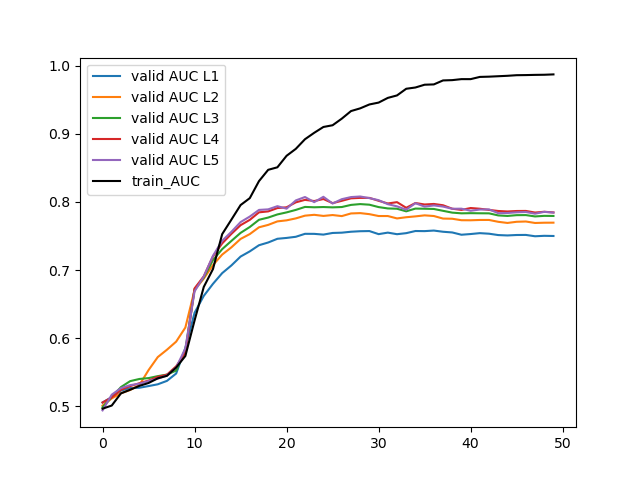 1.0
0.9
0.8
0.7
0.6
0.5
valid AUC L1
valid AUC L2
valid AUC L3
valid AUC L4
valid AUC L5
train_AUC
0 10 20 30 40 50